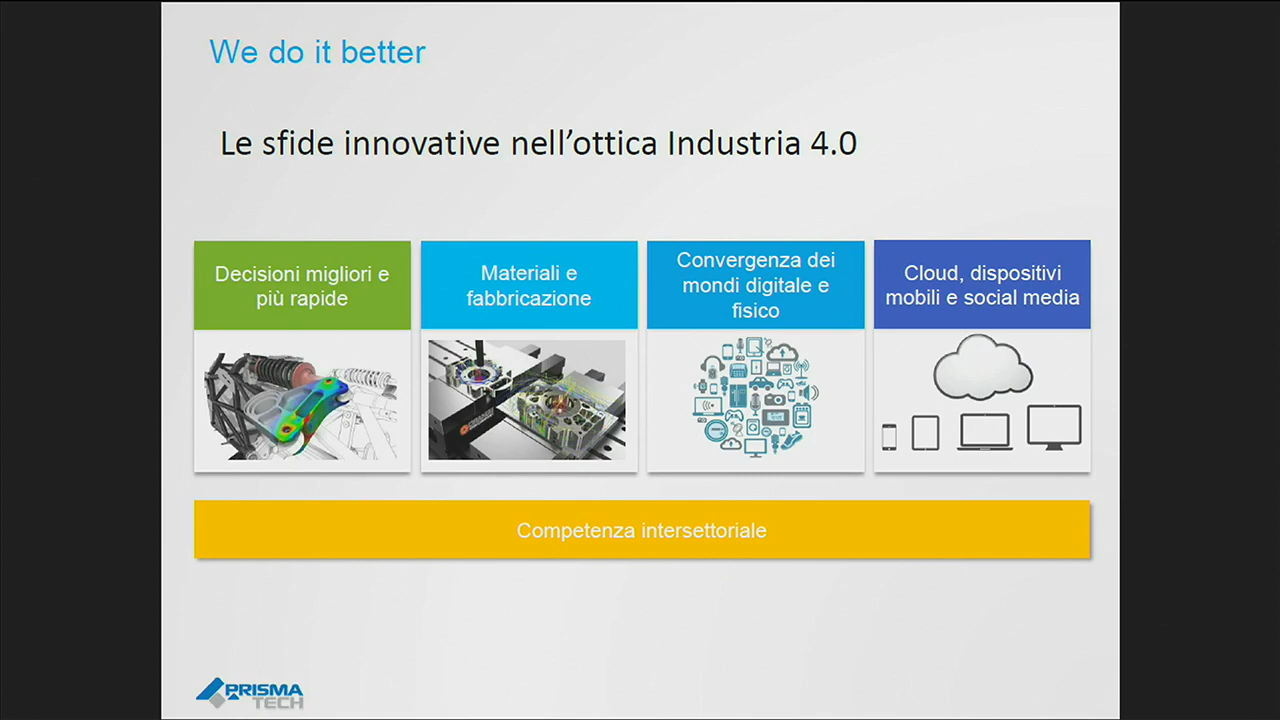 We do it better
Le sfide innovative nell’ottica Industria 4.0
Decisioni migliori e
più rapide
Materiali e
fabbricazione
Convergenza dei
mondi digitale e
fisico
Cloud, dispositivi
mobili e social media
Competenza intersettoriale
PRISMA
TECH